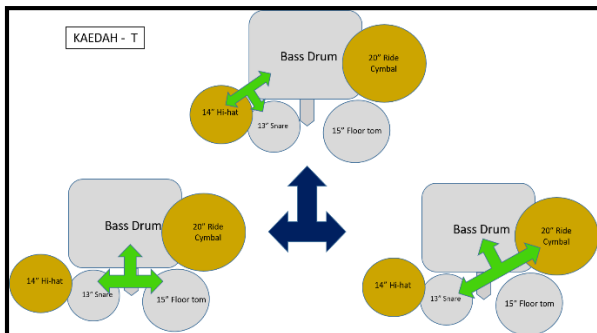 KAEDAH - T
Bass Drum
20" Ride
Cymbal
14" Hi-hat
13" Snare
15" Floor tom
Bass Drum
20" Ride
Cymbal
14" Hi-hat
13" Snare
15" Floor tom
Bass Drum
20" Ride
Cymbal
14" Hi-hat
13" Snare
15" Floor tom